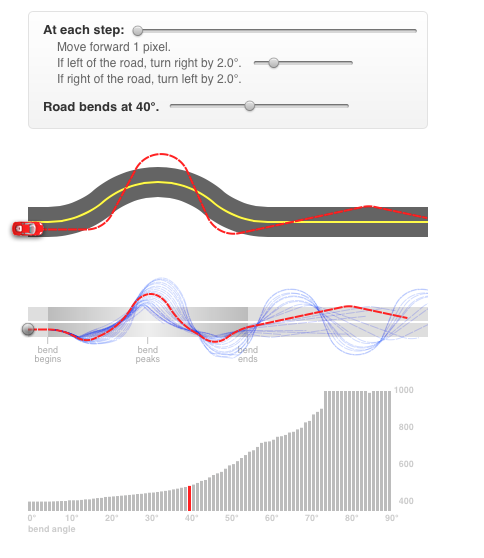 At each step:
Move forward 1 pixel.
If left of the road, turn right by 2.0°.
If right of the road, turn left by 2.0°.
Road bends at 40°.
bend begins
bend peaks
bend ends
1000
800
600
400
0° 10° 20° 30° 40° 50° 60° 70° 80° 90°
bend angle